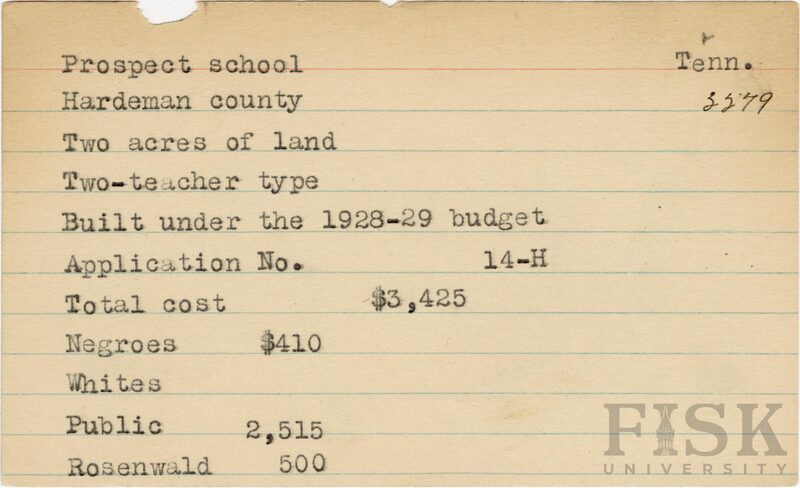 Prospect school Tenn.
Hardeman county 3379
Two acres of land
Two-teacher type
Built under the 1928-29 budget
Application No. 14-H
Total cost $3,425
Negroes $410
Whites
Public 2,515
Rosenwald 500
FISK
UNIVERSITY